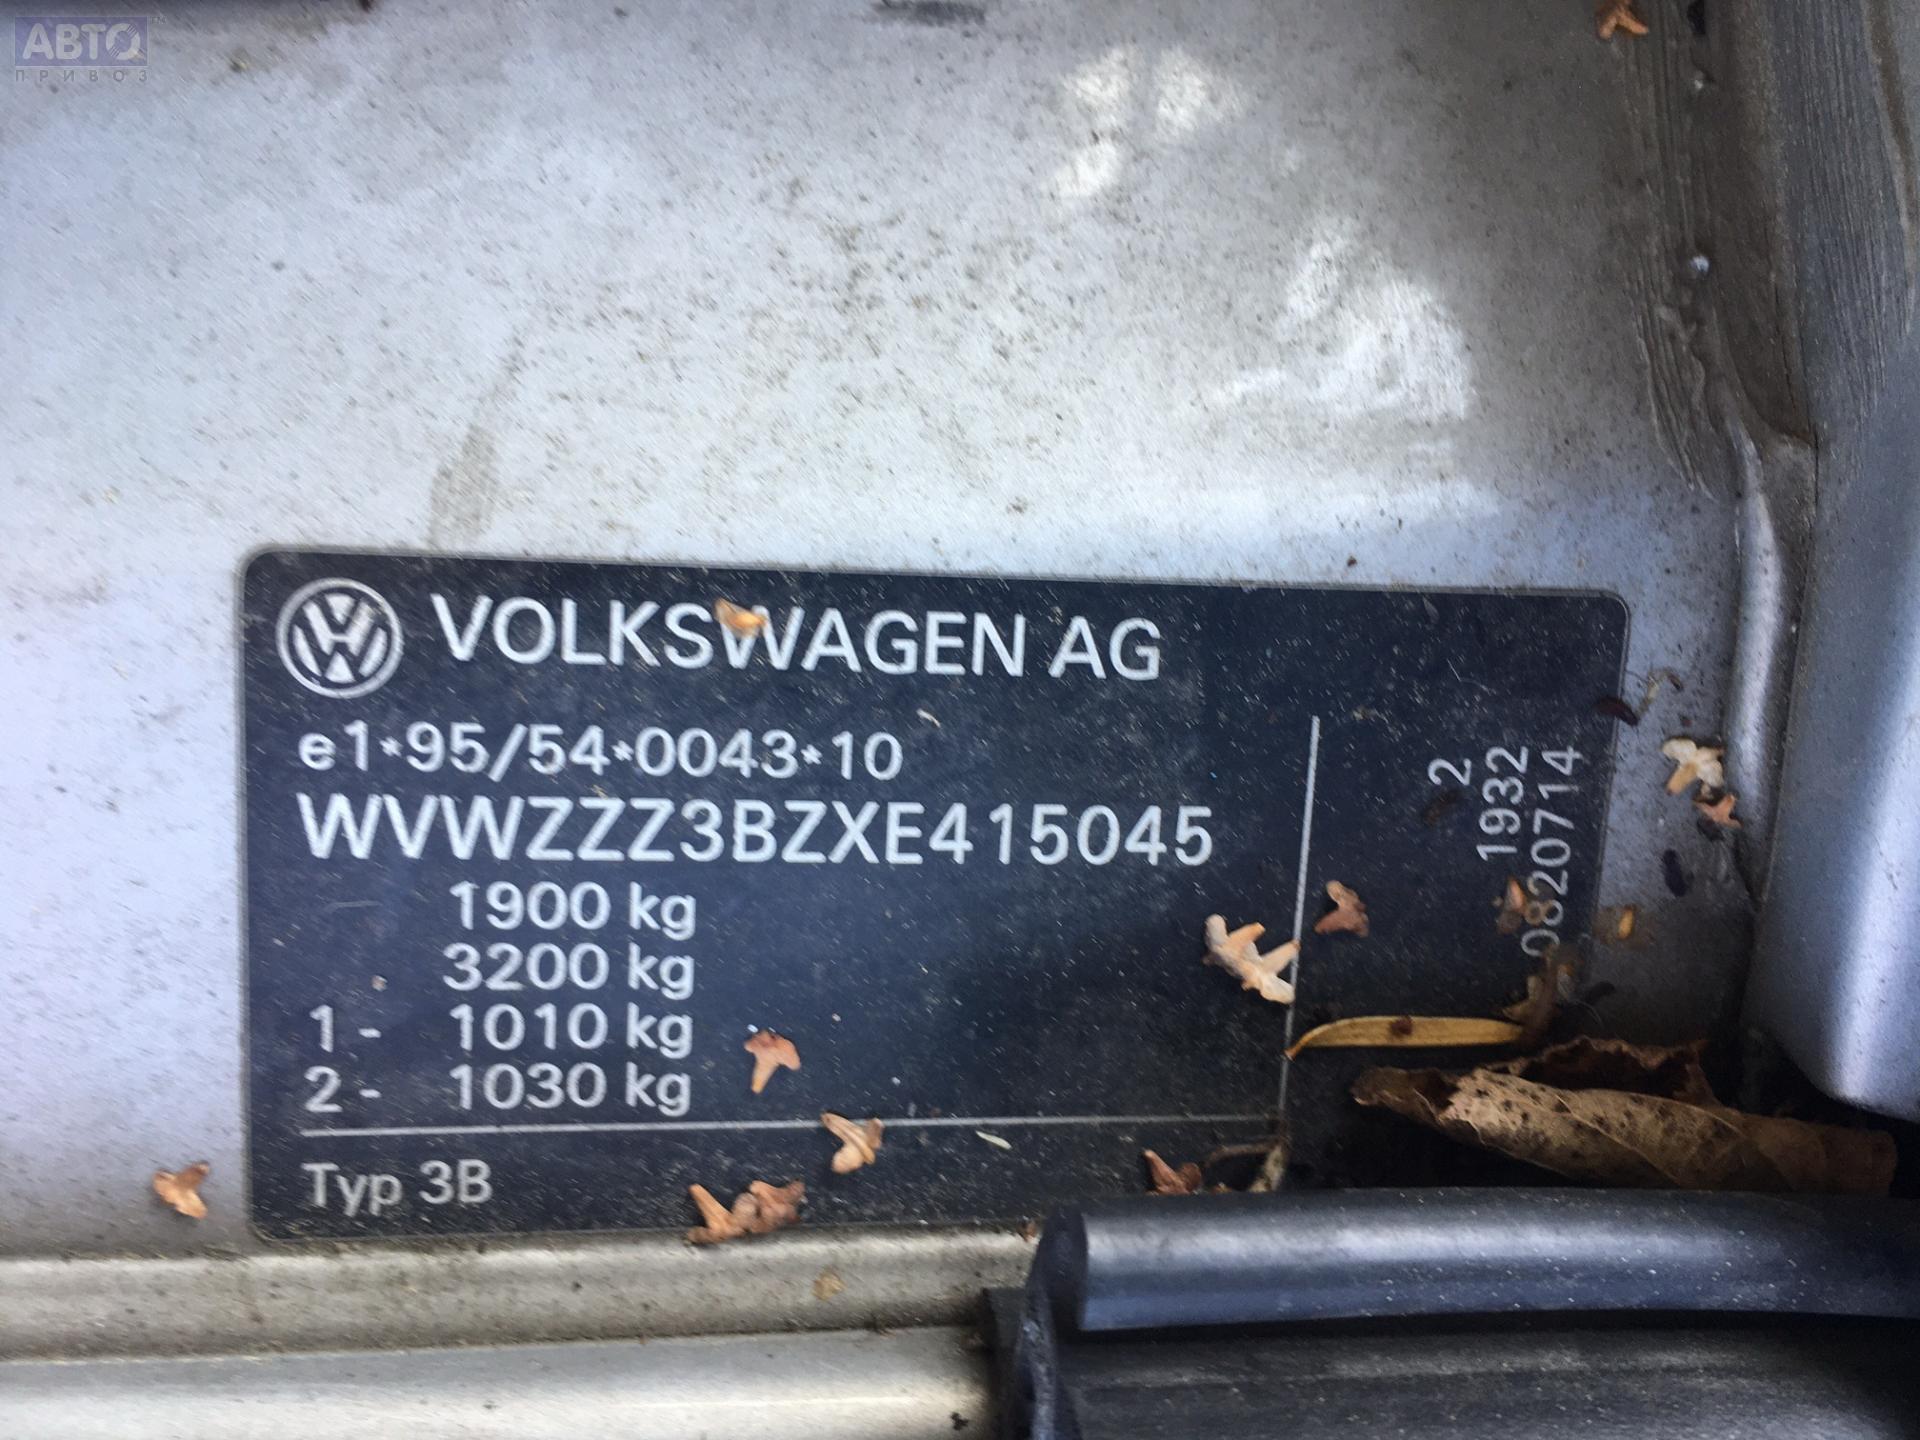 АВТО
ПРИВОЗ
VOLKSWAGEN AG
e1*95/54*0043*10
WVWZZZ3BZXE415045
1900 kg
3200 kg
1- 1010 kg
2- 1030 kg
Typ 3B
2
1932
0820714